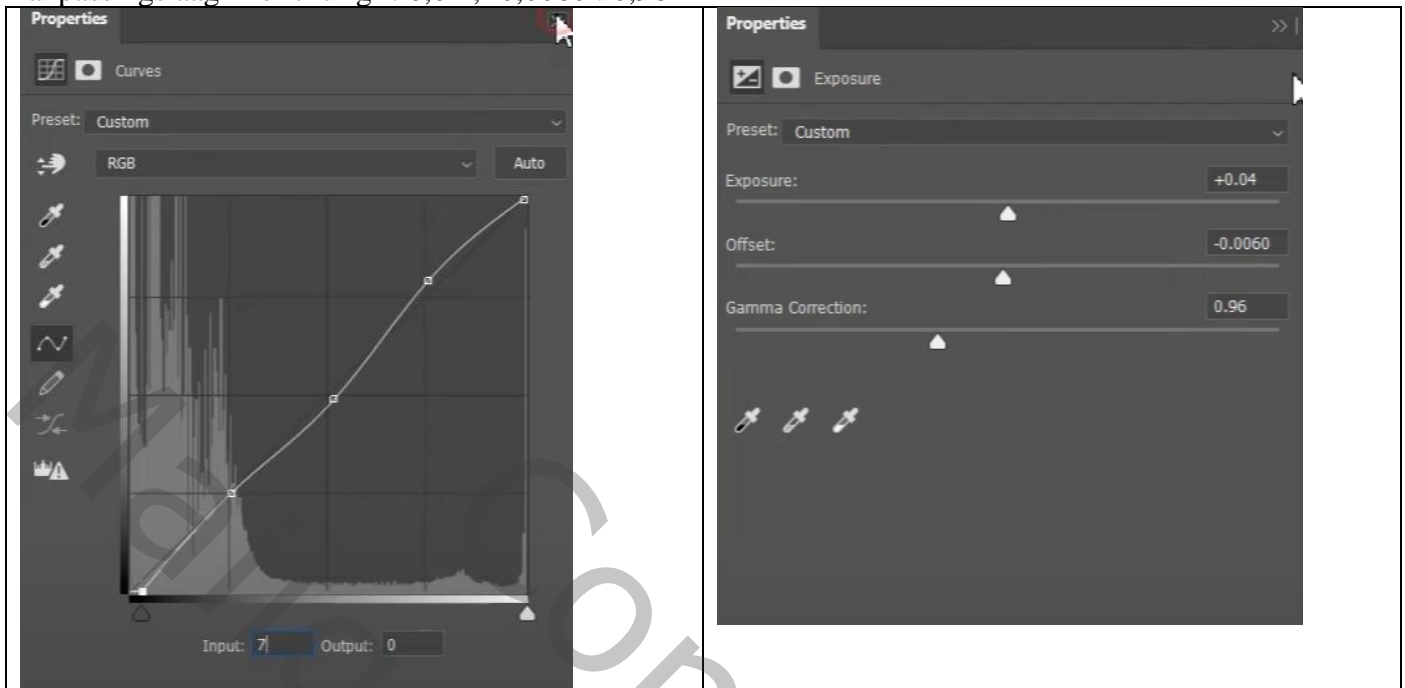 Properties
Curves
Preset: Custom
RGB
Auto
Input: 7
Output: 0
Properties
Exposure
Preset: Custom
Exposure:
+0.04
Offset:
-0.0060
Gamma Correction:
0.96